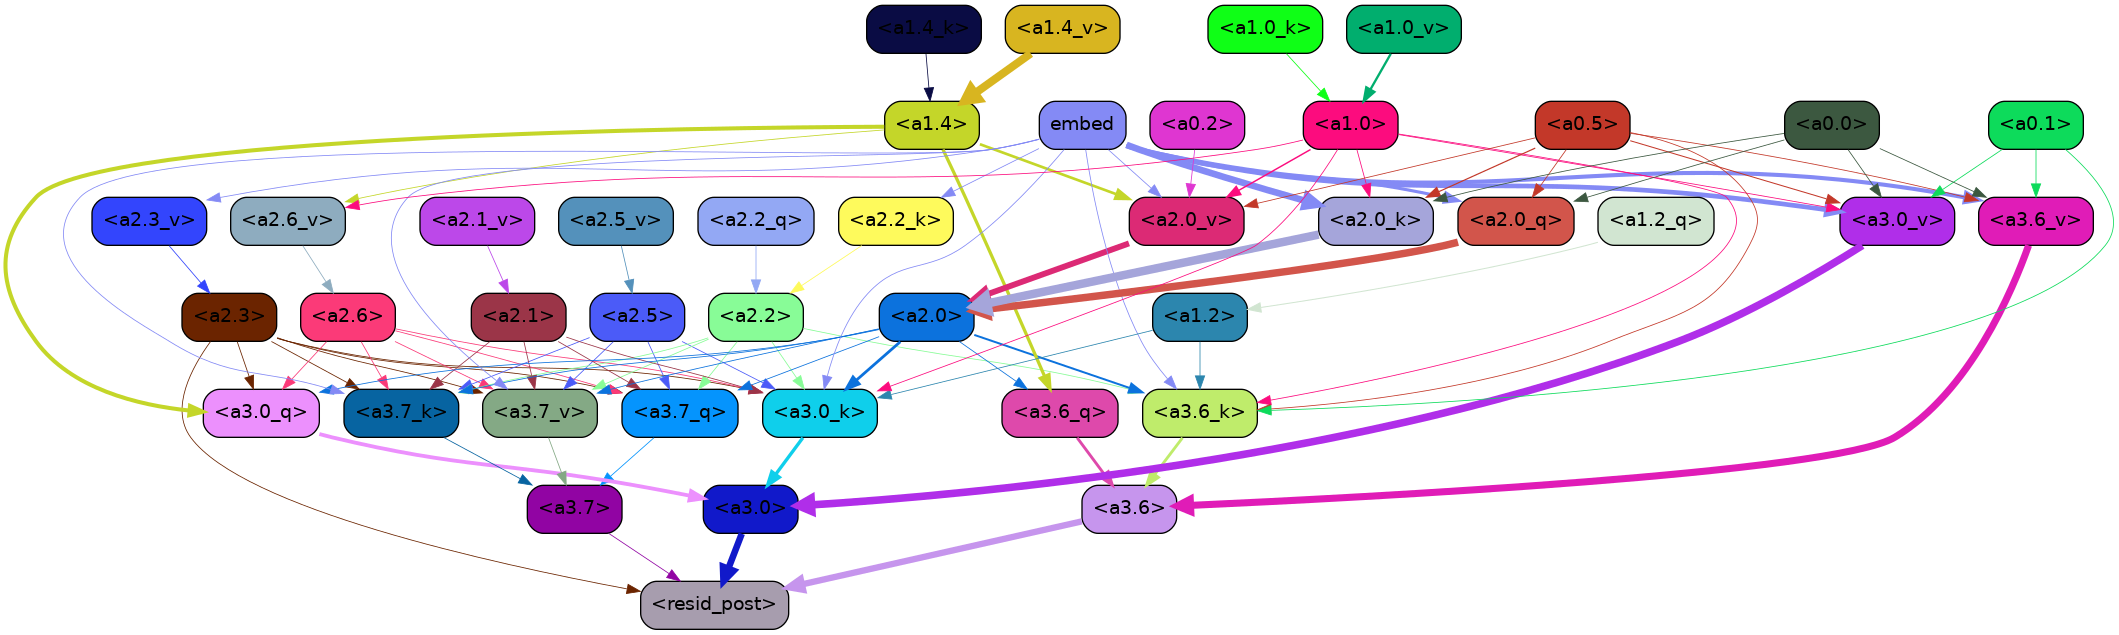 <a1.4_k> <a1.4_v> <a1.0_k> <a1.0_v>
<a1.4> embed <a0.2> <a1.0> <a0.5> <a0.0> <a0.1>
<a2.3_v> <a2.6_v> <a2.1_v> <a2.5_v> <a2.2_q> <a2.2_k> <a2.0_v> <a2.0_k> <a2.0_q> <a1.2_q> <a3.0_v> <a3.6_v>
<a2.3> <a2.6> <a2.1> <a2.5> <a2.2> <a2.0> <a1.2>
<a3.0_q> <a3.7_k> <a3.7_v> <a3.7_q> <a3.0_k> <a3.6_q> <a3.6_k>
<a3.7> <a3.0> <a3.6>
<resid_post>